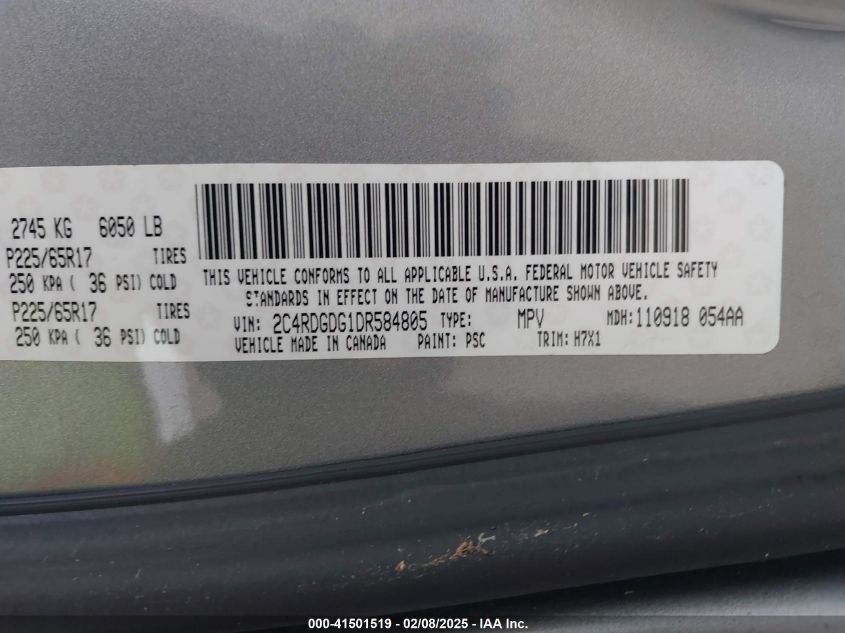 2745 KG 6050 LB
P225/65R17 TIRES
250 KPA ( 36 PSI) COLD
P225/65R17 TIRES
250 KPA ( 36 PSI) COLD
THIS VEHICLE CONFORMS TO ALL APPLICABLE U.S.A. FEDERAL MOTOR VEHICLE SAFETY
STANDARDS IN EFFECT ON THE DATE OF MANUFACTURE SHOWN ABOVE.
VIN: 2C4RDGDG1DR584805 TYPE: MPV MDH: 110918 054AA
VEHICLE MADE IN CANADA PAINT: PSC TRIM: H7X1
000-41501519 - 02/08/2025 - IAA Inc.